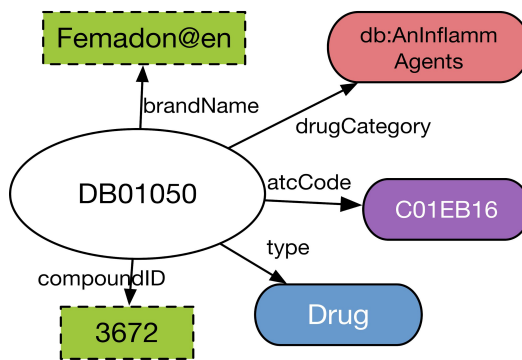 Femadon@en
db:AnInflamm
Agents
brandName
drugCategory
DB01050
atcCode
C01EB16
type
compoundID
Drug
3672